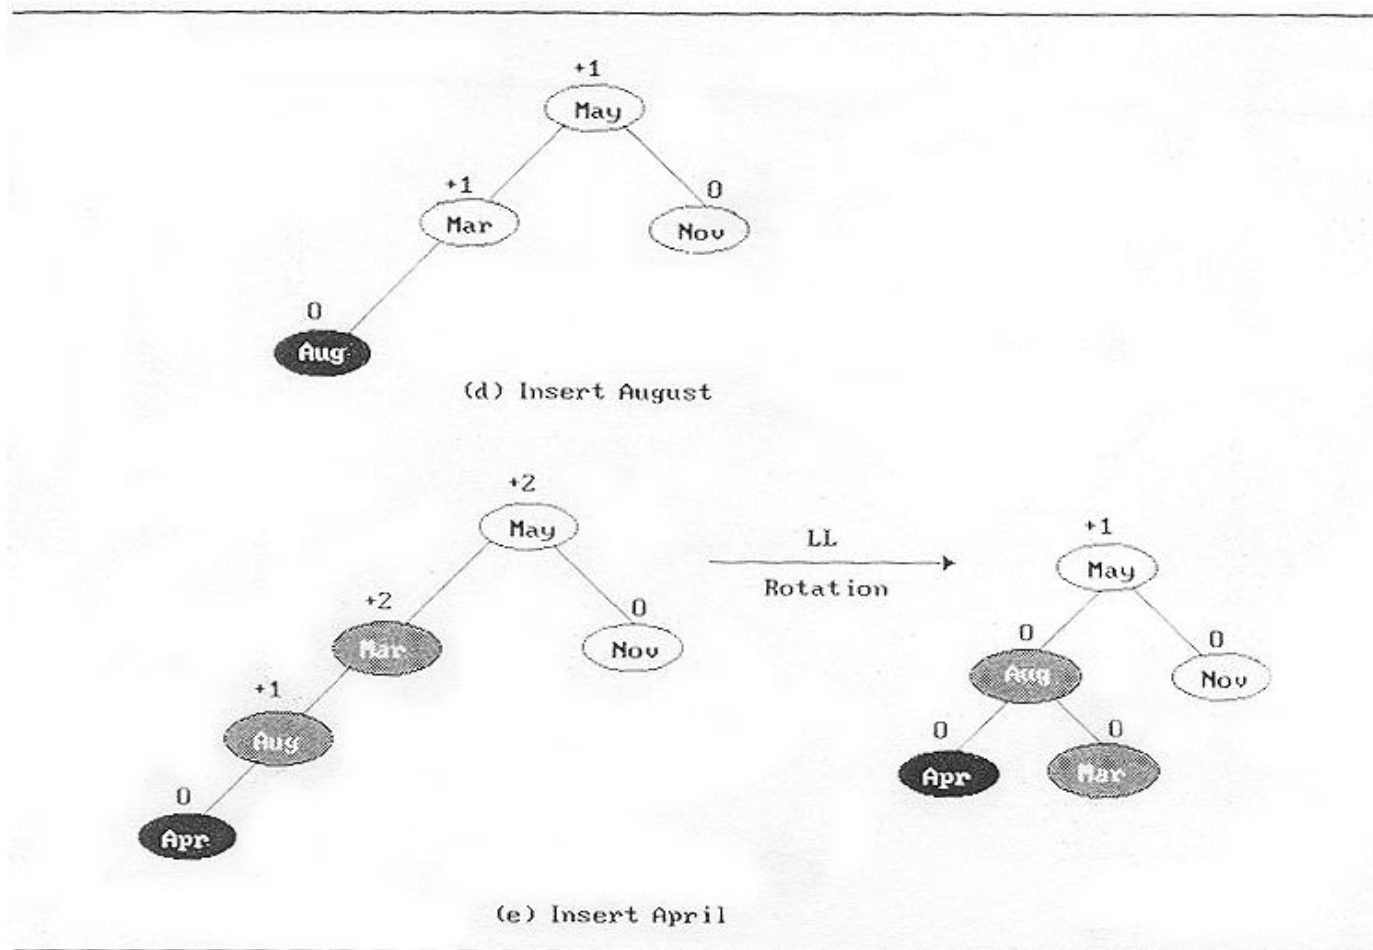 +1
May
+1
Mar
0
Nov
0
Aug
(d) Insert August
+2
May
+2
Mar
0
Nov
+1
Aug
0
Apr
LL
Rotation
+1
May
0
Aug
0
Nov
0
Apr
0
Mar
(e) Insert April